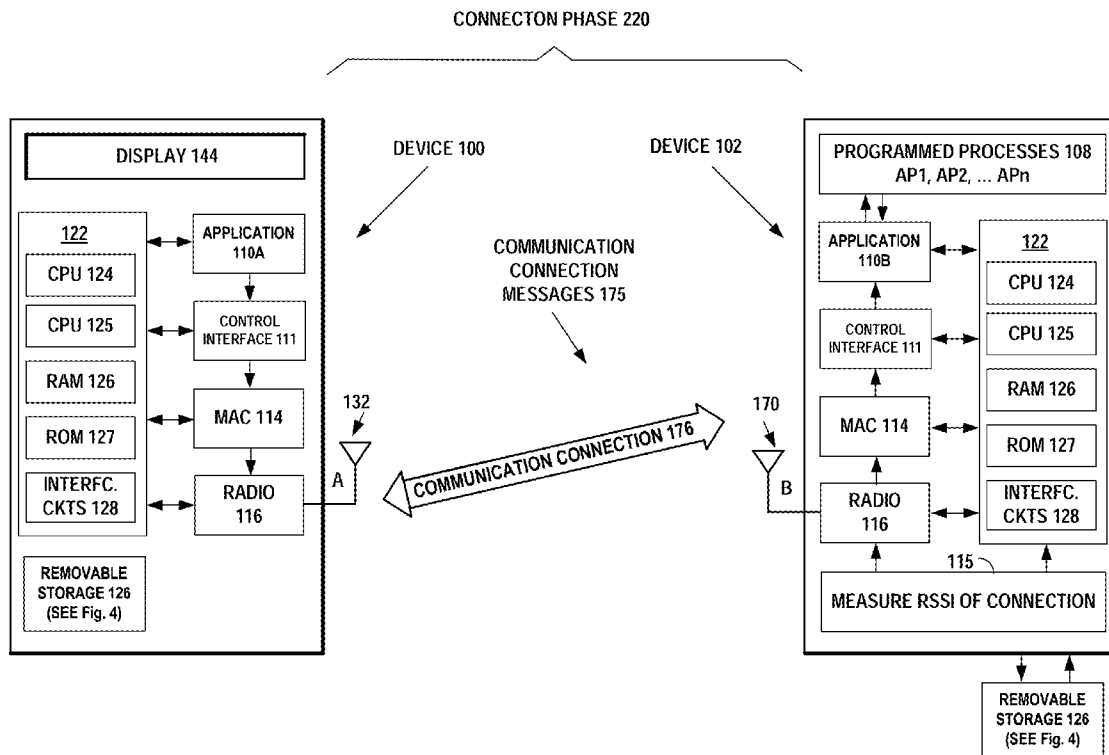 CONNECTON PHASE 220
DISPLAY 144
122
CPU 124
CPU 125
RAM 126
ROM 127
INTERFC.
CKTS 128
APPLICATION
110A
CONTROL
INTERFACE 111
MAC 114
RADIO
116
REMOVABLE
STORAGE 126
(SEE Fig. 4)
132
A
DEVICE 100
DEVICE 102
COMMUNICATION
CONNECTION
MESSAGES 175
COMMUNICATION CONNECTION 176
170
B
PROGRAMMED PROCESSES 108
AP1, AP2, ... APn
APPLICATION
110B
CONTROL
INTERFACE 111
MAC 114
RADIO
116
122
CPU 124
CPU 125
RAM 126
ROM 127
INTERFC.
CKTS 128
115
MEASURE RSSI OF CONNECTION
REMOVABLE
STORAGE 126
(SEE Fig. 4)